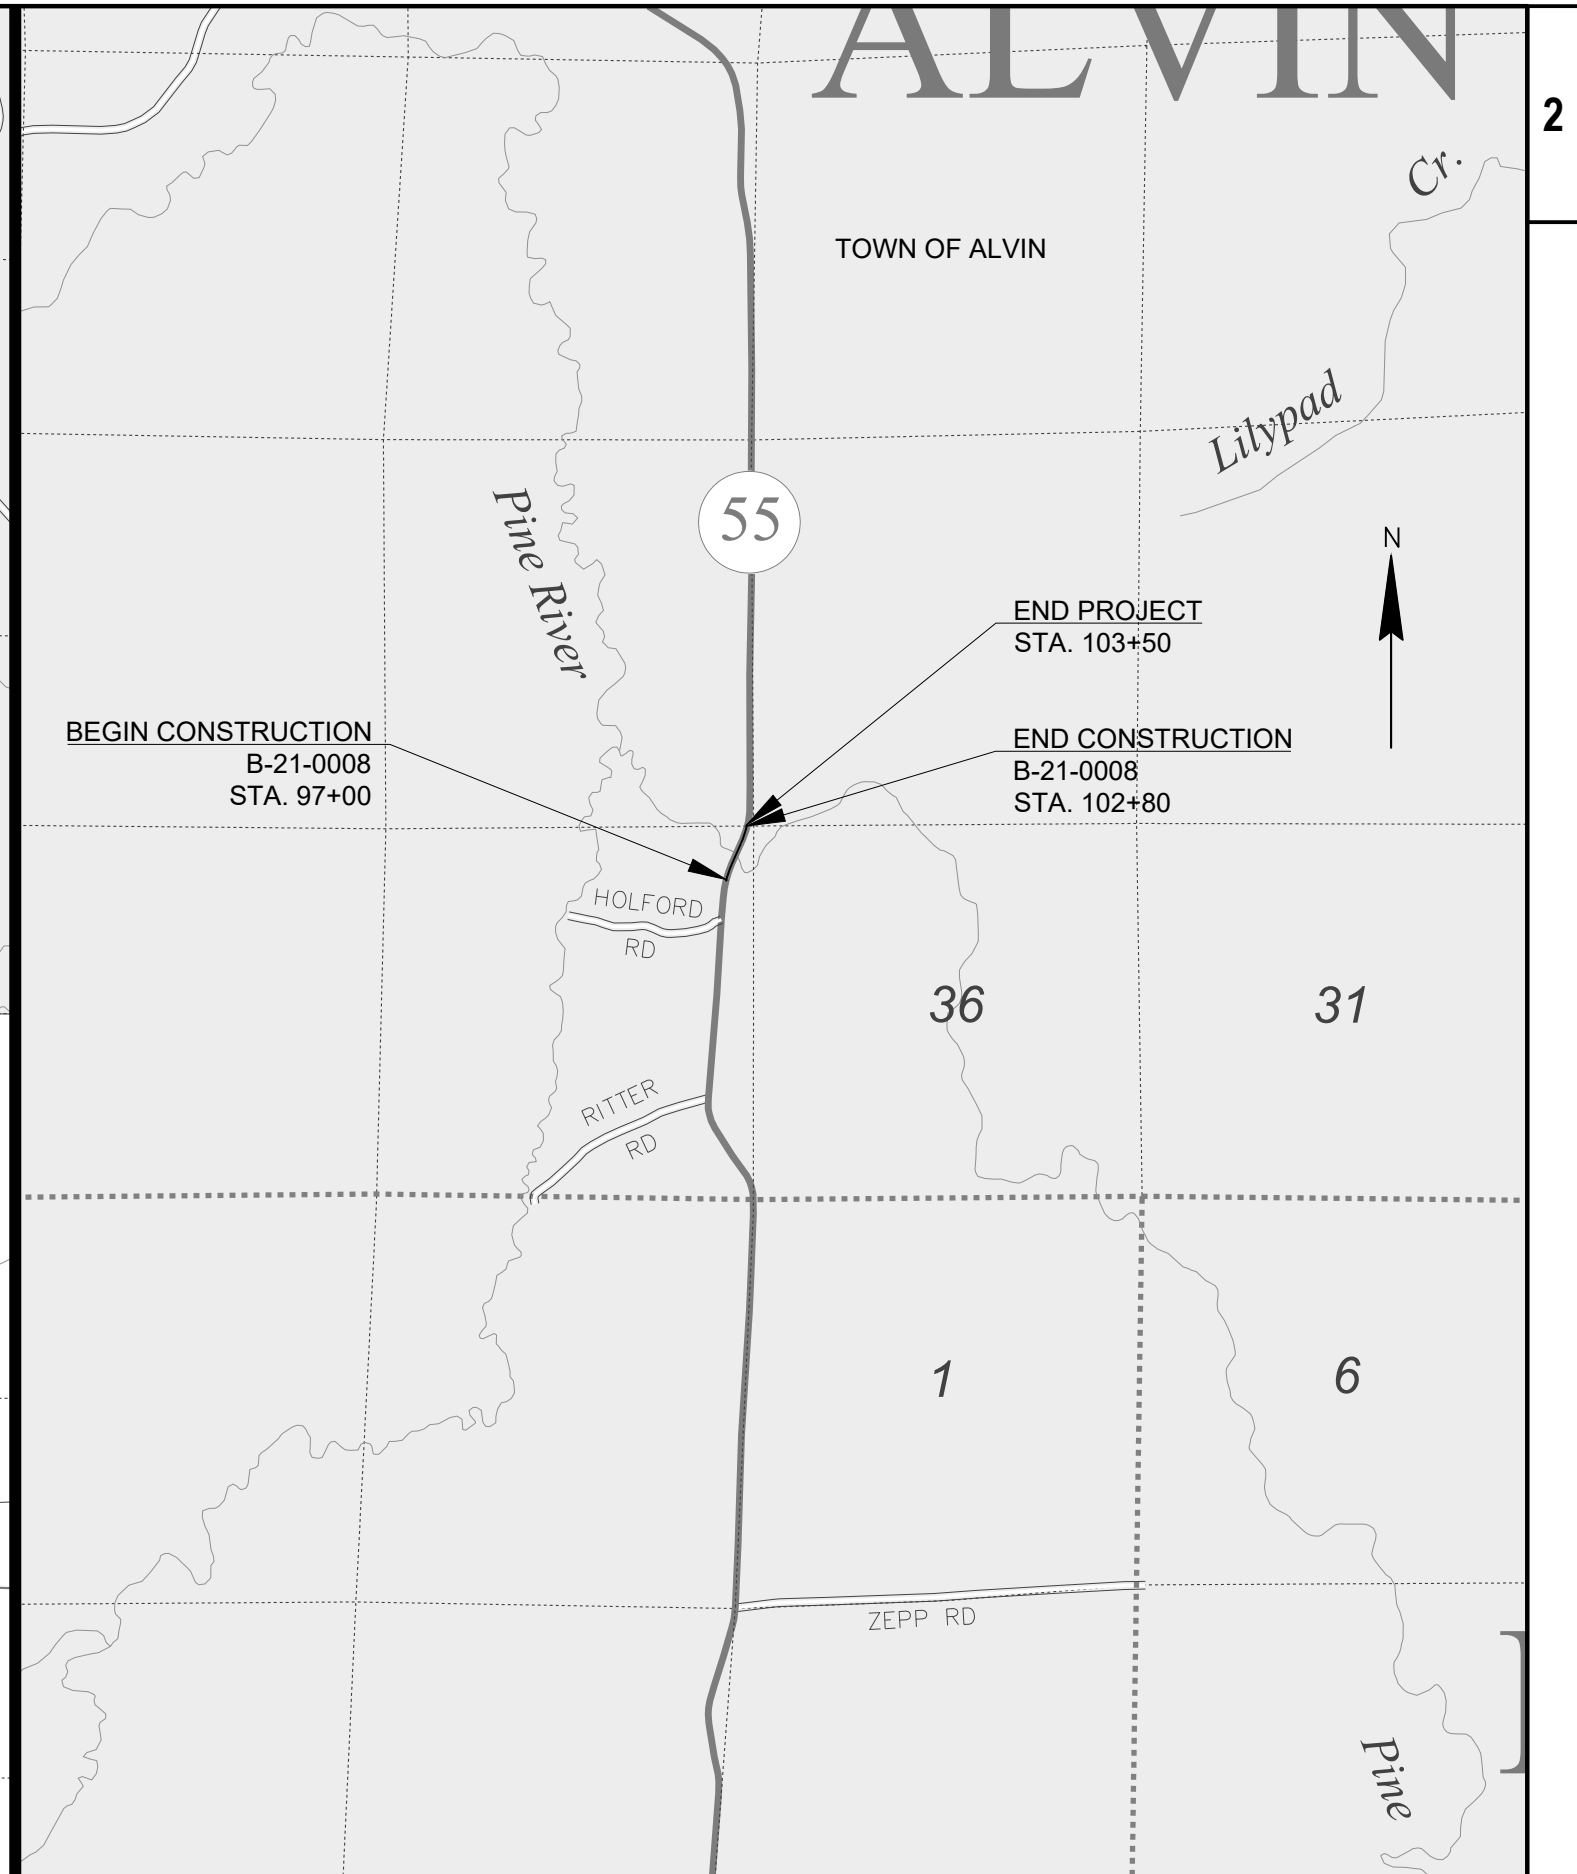 ALVIN
2
Cr.
TOWN OF ALVIN
Lilypad
55
Pine River
N
END PROJECT
STA. 103+50
BEGIN CONSTRUCTION
B-21-0008
STA. 97+00
END CONSTRUCTION
B-21-0008
STA. 102+80
HOLFORD
RD
36
31
RITTER
RD
1
6
ZEPP RD
Pine